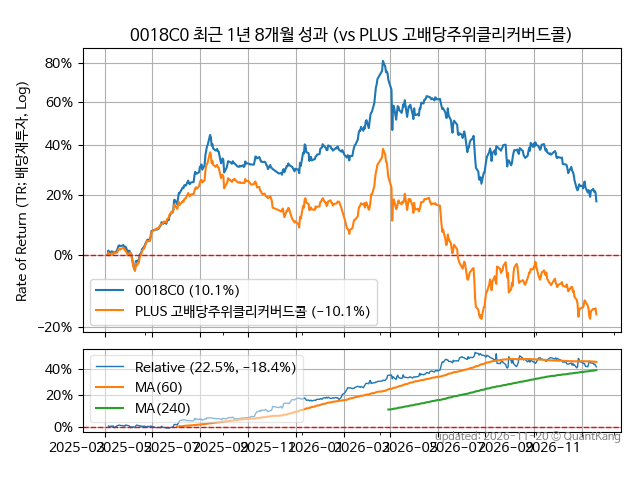 0018C0 최근 1년 8개월 성과 (vs PLUS 고배당주위클리커버드콜)
Rate of Return (TR: 배당재투자, Log)
80%
60%
40%
20%
0%
−20%
0018C0 (10.1%)
PLUS 고배당주위클리커버드콜 (−10.1%)
40%
20%
0%
Relative (22.5%, −18.4%)
MA(60)
MA(240)
2025−03 2025−05 2025−07 2025−09 2025−11 2026−01 2026−03 2026−05 2026−07 2026−09 2026−11
Updated: 2026−11−20 © QuantKang